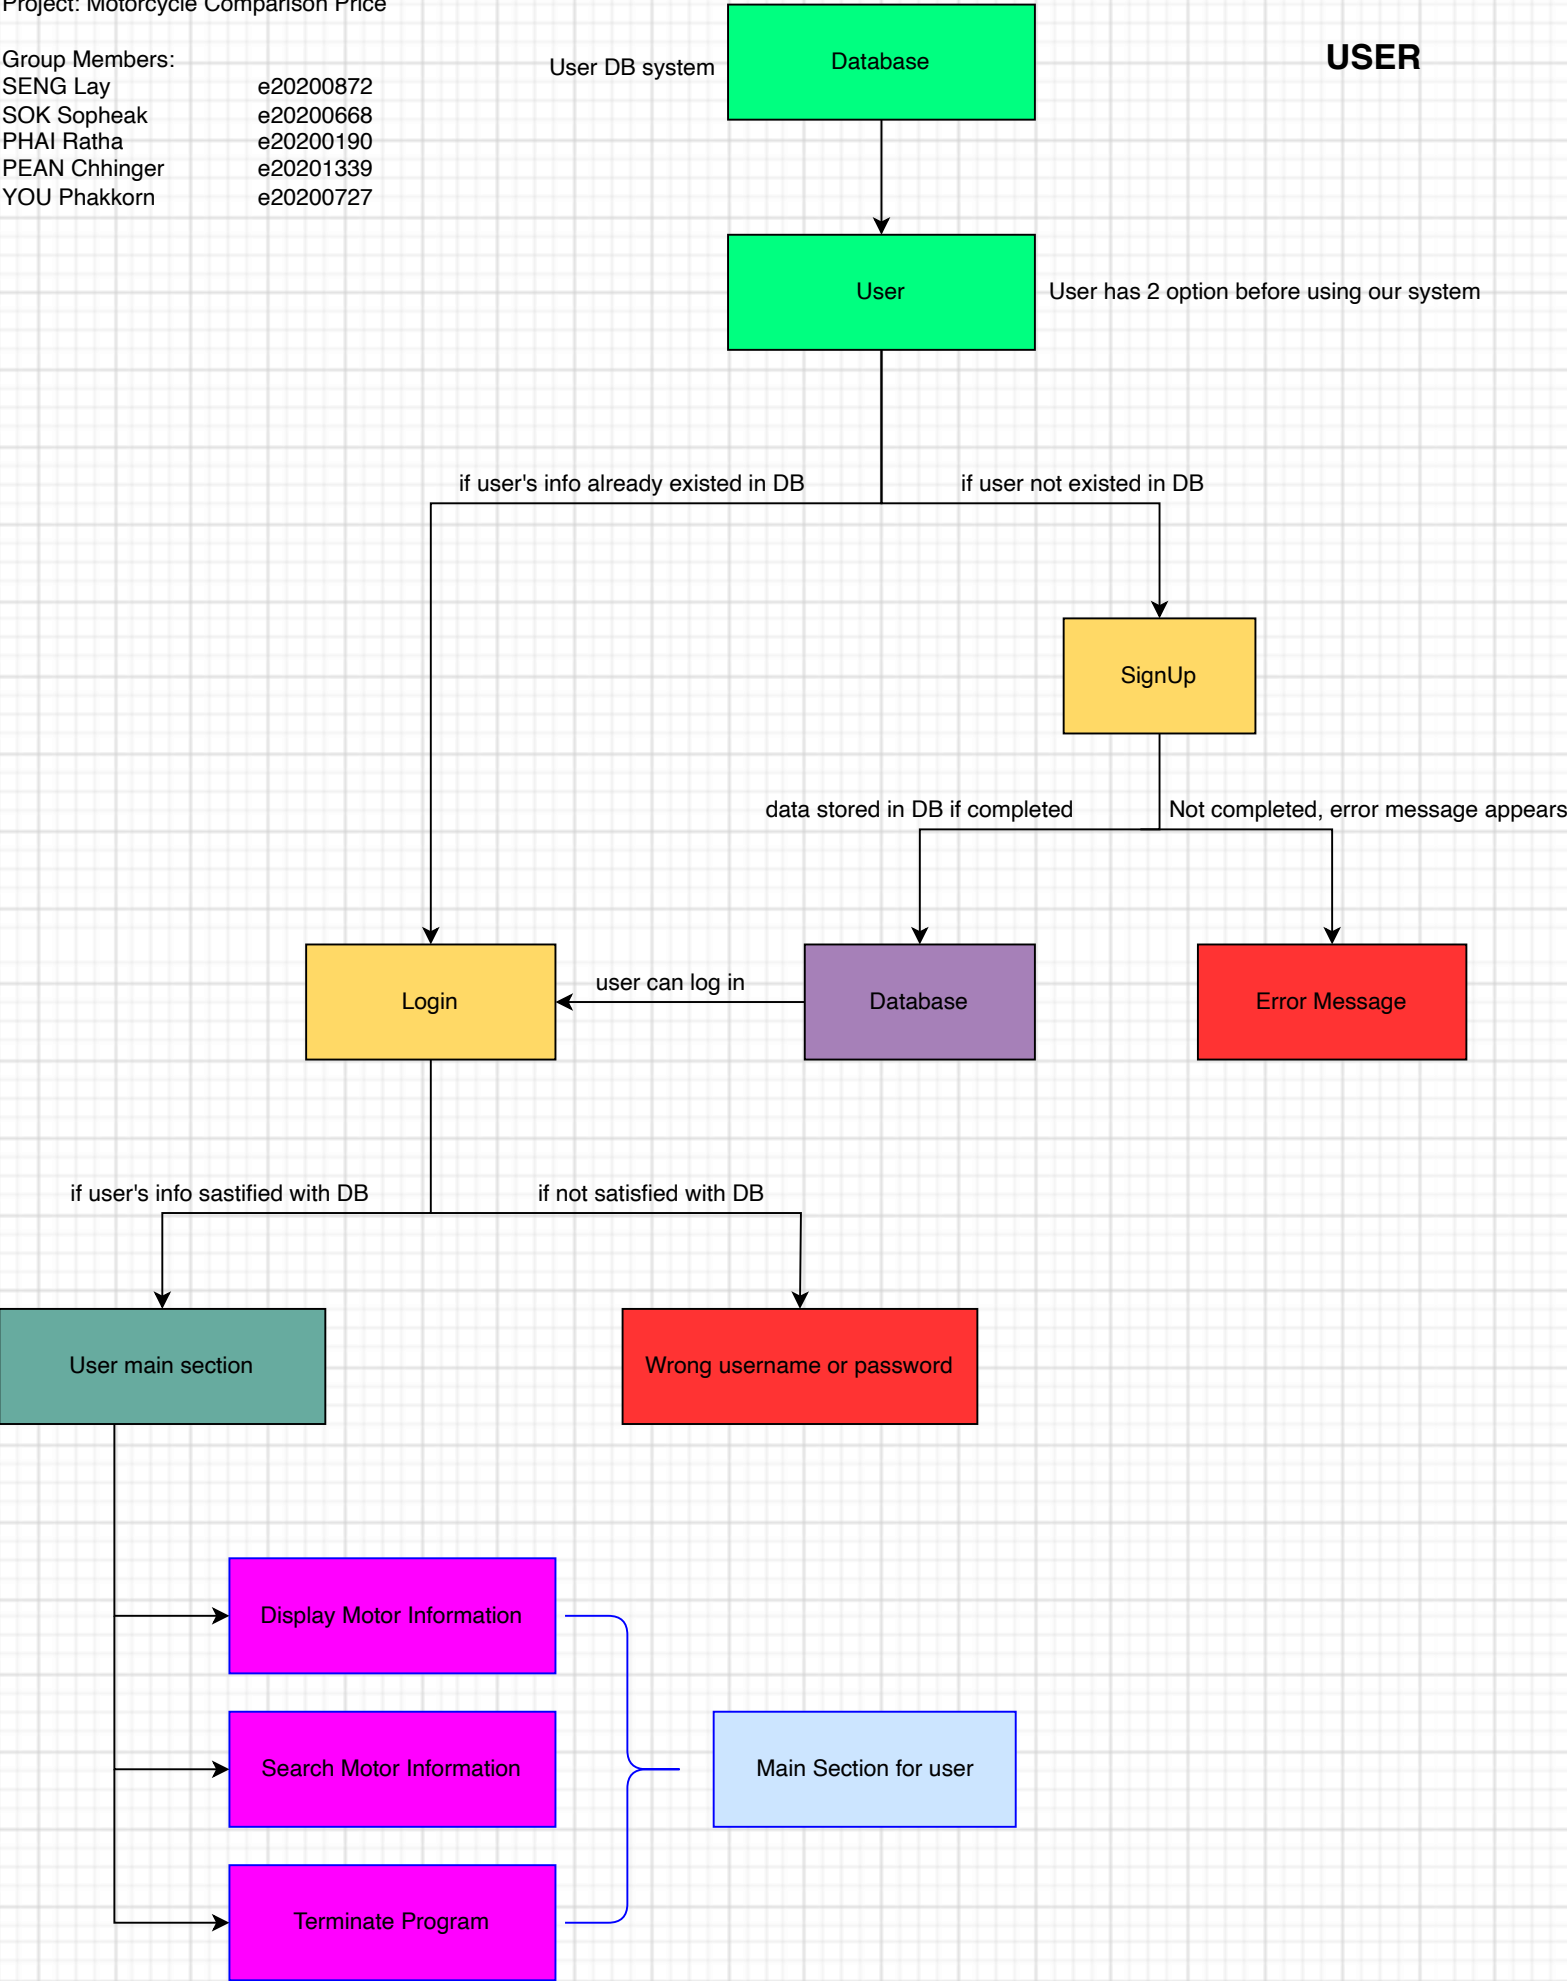 Project: Motorcycle Comparison Price
Group Members:
SENG Lay e20200872
SOK Sopheak e20200668
PHAI Ratha e20200190
PEAN Chhinger e20201339
YOU Phakkorn e20200727
User DB system
Database
USER
User
User has 2 option before using our system
if user's info already existed in DB
if user not existed in DB
SignUp
data stored in DB if completed
Not completed, error message appears
Login
user can log in
Database
Error Message
if user's info sastified with DB
if not satisfied with DB
User main section
Wrong username or password
Display Motor Information
Search Motor Information
Main Section for user
Terminate Program